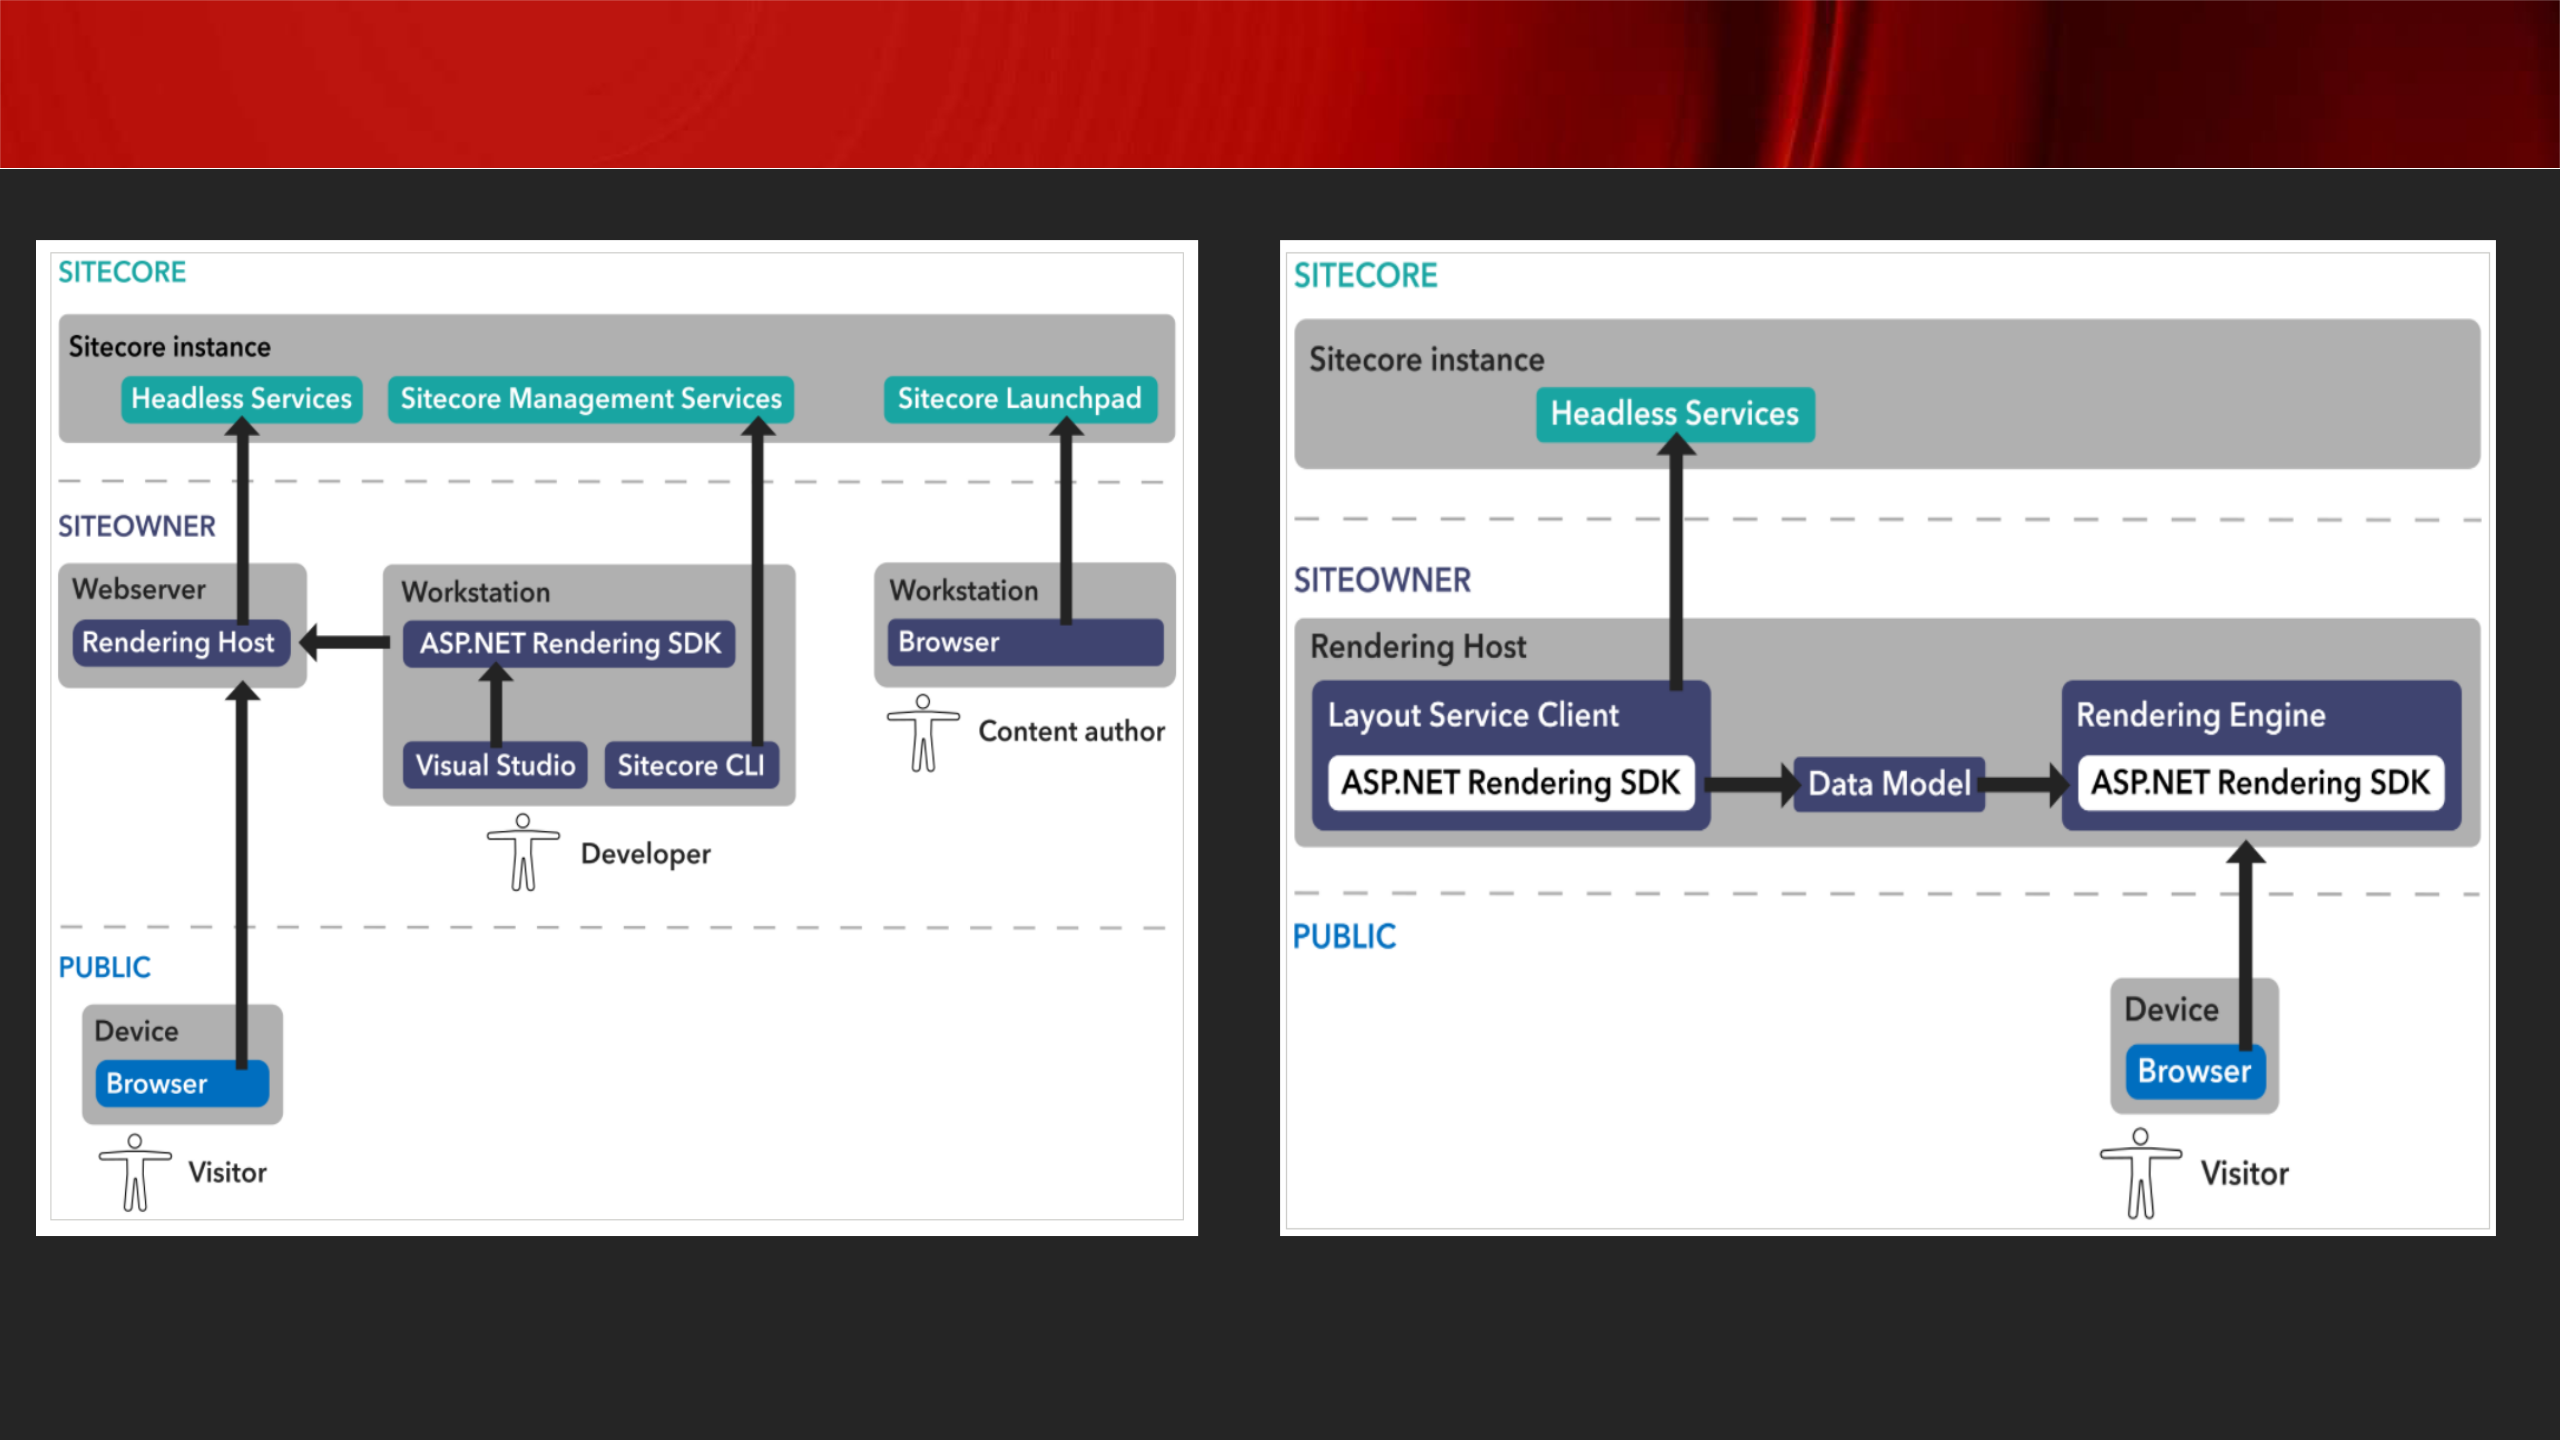 SITECORE
Sitecore instance
Headless Services
Sitecore Management Services
Sitecore Launchpad
SITEOWNER
Webserver
Rendering Host
Workstation
ASP.NET Rendering SDK
Visual Studio
Sitecore CLI
Developer
Workstation
Browser
Content author
PUBLIC
Device
Browser
Visitor
SITECORE
Sitecore instance
Headless Services
SITEOWNER
Rendering Host
Layout Service Client
ASP.NET Rendering SDK
Data Model
Rendering Engine
ASP.NET Rendering SDK
PUBLIC
Device
Browser
Visitor